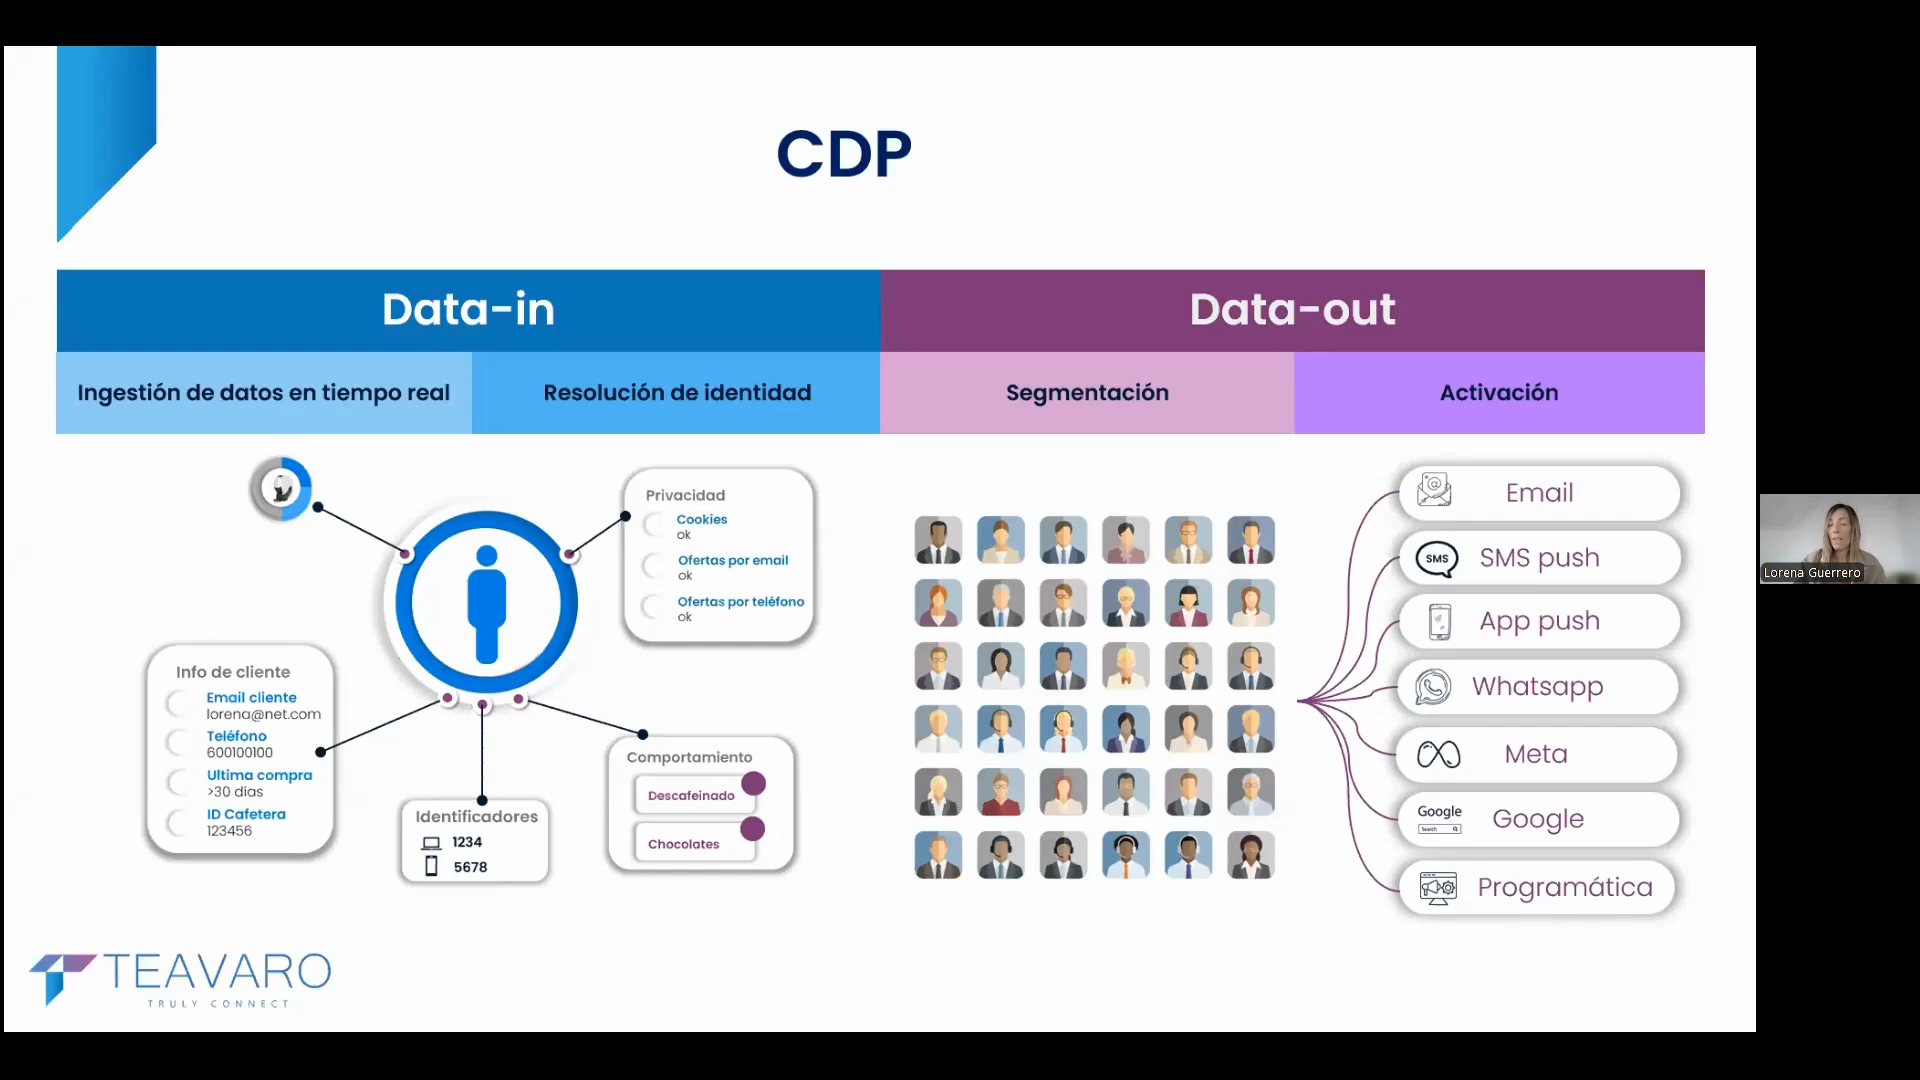 CDP
Data-in
Data-out
Ingestión de datos en tiempo real
Resolución de identidad
Segmentación
Activación
Privacidad
Cookies
ok
Ofertas por email
ok
Ofertas por teléfono
ok
Info de cliente
Email cliente
lorena@net.com
Teléfono
600100100
Ultima compra
>30 días
ID Cafetera
123456
Identificadores
1234
5678
Comportamiento
Descafeinado
Chocolates
Email
SMS
SMS push
App push
Whatsapp
Meta
Google
Search
Google
Programática
Lorena Guerrero
TEAVARO
TRULY CONNECT